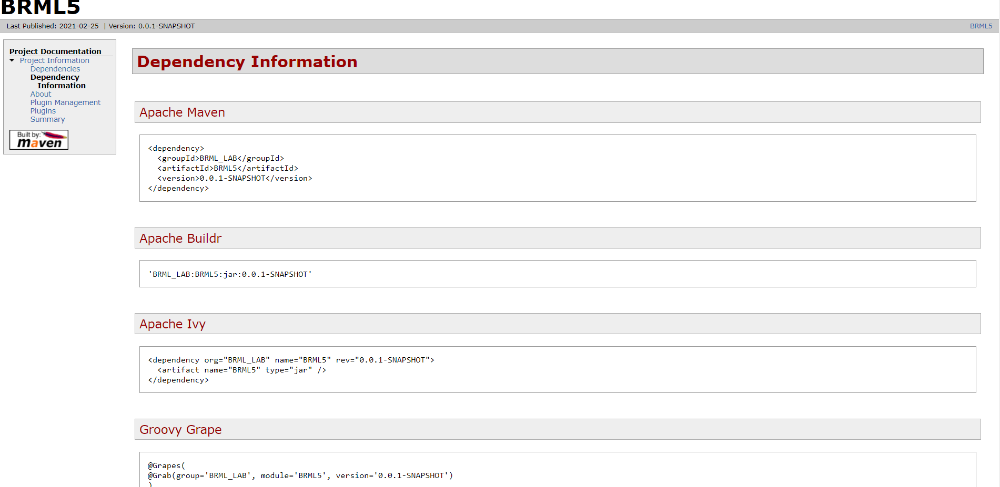 BRML5
Last Published: 2021-02-25 | Version: 0.0.1-SNAPSHOT
BRML5
Project Documentation
Project Information
Dependencies
Dependency
Information
About
Plugin Management
Plugins
Summary
Built by:
maven
Dependency Information
Apache Maven
<dependency>
  <groupId>BRML_LAB</groupId>
  <artifactId>BRML5</artifactId>
  <version>0.0.1-SNAPSHOT</version>
</dependency>
Apache Buildr
'BRML_LAB:BRML5:jar:0.0.1-SNAPSHOT'
Apache Ivy
<dependency org="BRML_LAB" name="BRML5" rev="0.0.1-SNAPSHOT">
  <artifact name="BRML5" type="jar" />
</dependency>
Groovy Grape
@Grapes(
@Grab(group='BRML_LAB', module='BRML5', version='0.0.1-SNAPSHOT')
)